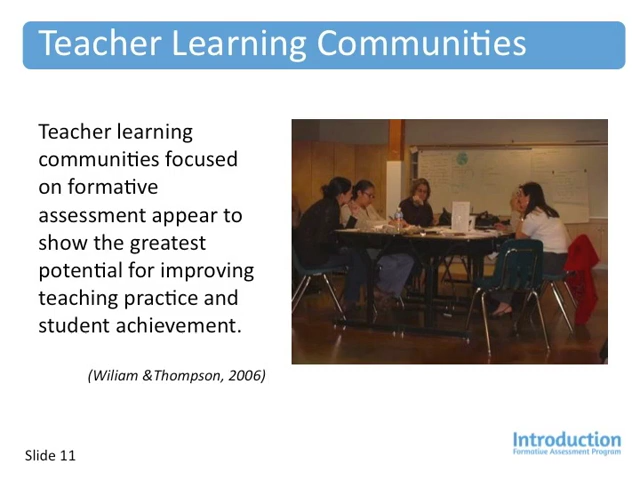 Teacher Learning Communities
Teacher learning
communities focused
on formative
assessment appear to
show the greatest
potential for improving
teaching practice and
student achievement.
(Wiliam &Thompson, 2006)
Introduction
Formative Assessment Program
Slide 11